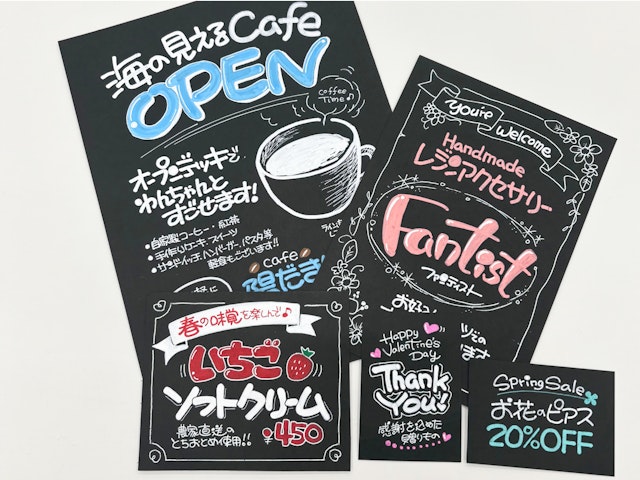 海の見えるCafe
OPEN
Coffee
Time♪
オープンデッキで
わんちゃんと
すごせます!
・自家製コーヒー・紅茶
・手作りケーキ、スイーツ
・サンドイッチ、ハンバーガー、パスタ等
軽食もございます!!
cafe
You're Welcome
Handmade
レジンアクセサリー
Fantist
ファンティスト
春の味覚を楽しんで♪
いちご
ソフトクリーム
農家直送の
とちおとめ使用!!
¥450
Happy
Valentine's
Day
Thank
You!
感謝を込めた
贈りもの
Spring Sale
お花のピアス
20%OFF